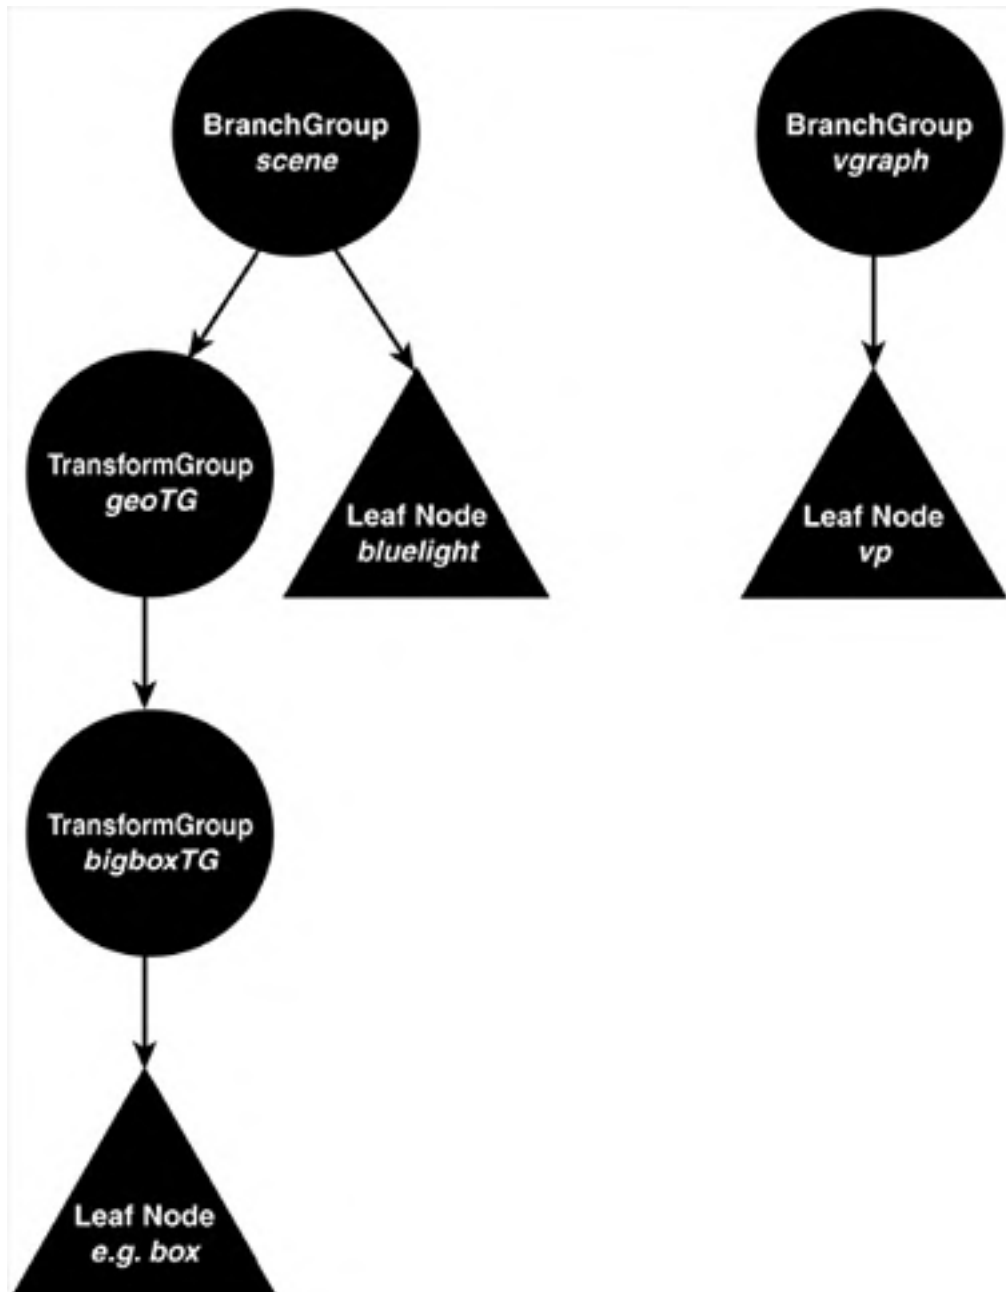 BranchGroup
scene
BranchGroup
vgraph
TransformGroup
geoTG
Leaf Node
bluelight
Leaf Node
vp
TransformGroup
bigboxTG
Leaf Node
e.g. box